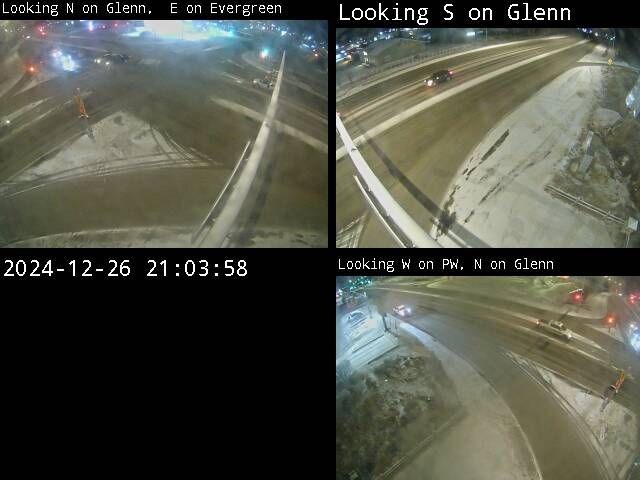 Looking N on Glenn,  E on Evergreen
Looking S on Glenn
2024-12-26 21:03:58
Looking W on PW, N on Glenn